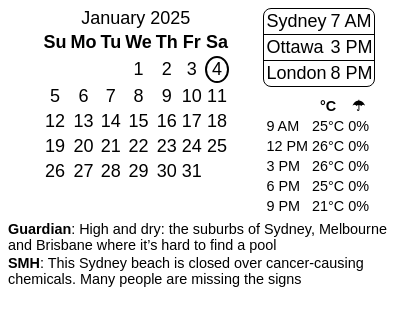 January 2025
Su Mo Tu We Th Fr Sa
1 2 3 4
5 6 7 8 9 10 11
12 13 14 15 16 17 18
19 20 21 22 23 24 25
26 27 28 29 30 31
Sydney 7 AM
Ottawa 3 PM
London 8 PM
°C ☂
9 AM 25°C 0%
12 PM 26°C 0%
3 PM 26°C 0%
6 PM 25°C 0%
9 PM 21°C 0%
Guardian: High and dry: the suburbs of Sydney, Melbourne
and Brisbane where it’s hard to find a pool
SMH: This Sydney beach is closed over cancer-causing
chemicals. Many people are missing the signs